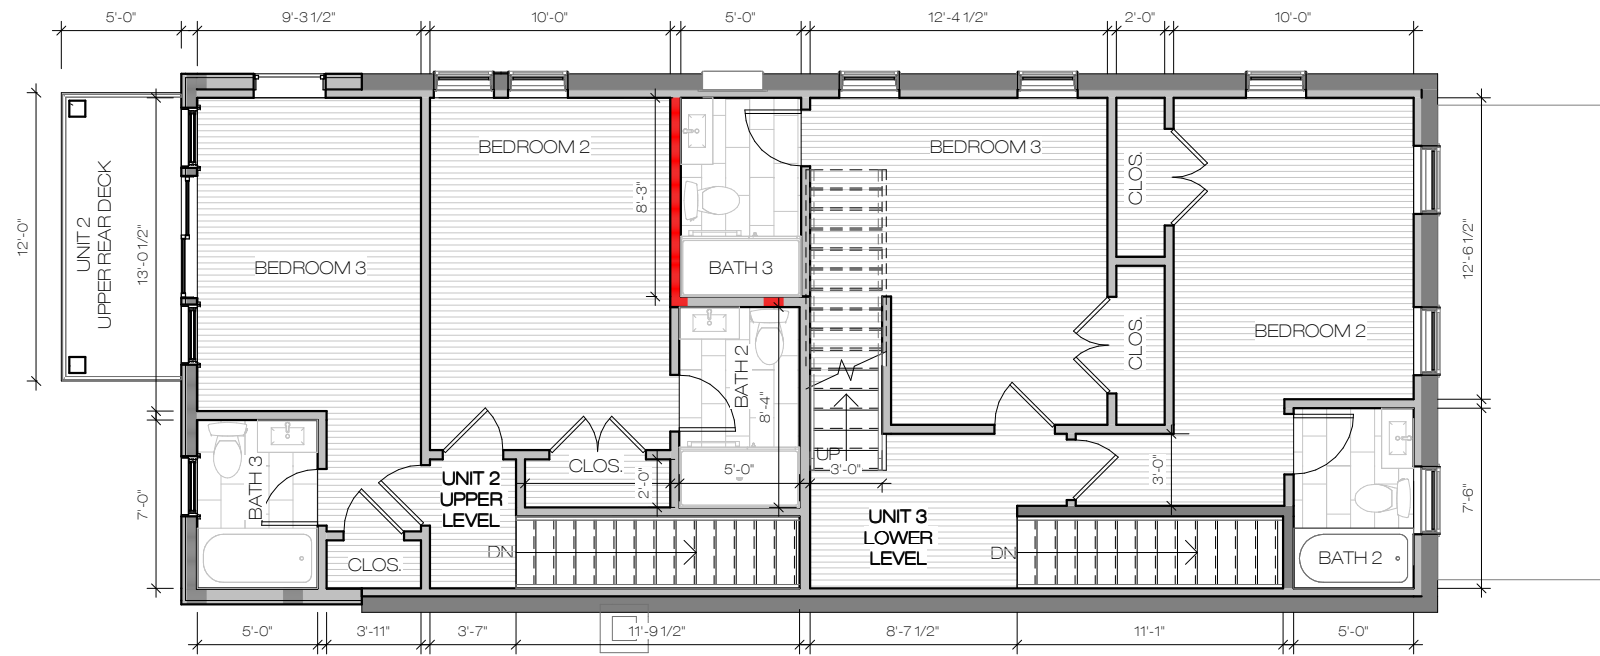 5'-0"
9'-3 1/2"
10'-0"
5'-0"
12'-4 1/2"
2'-0"
10'-0"
12'-0"
UNIT 2
UPPER REAR DECK
13'-0 1/2"
BEDROOM 3
BEDROOM 2
8'-3"
BATH 3
BEDROOM 3
CLOS.
CLOS.
BEDROOM 2
12'-6 1/2"
BATH 2
8'-4"
7'-0"
BATH 3
CLOS.
UNIT 2
UPPER
LEVEL
CLOS.
2'-0"
5'-0"
UP
3'-0"
3'-0"
7'-6"
DN
UNIT 3
LOWER
LEVEL
DN
BATH 2
5'-0"
3'-11"
3'-7"
11'-9 1/2"
8'-7 1/2"
11'-1"
5'-0"